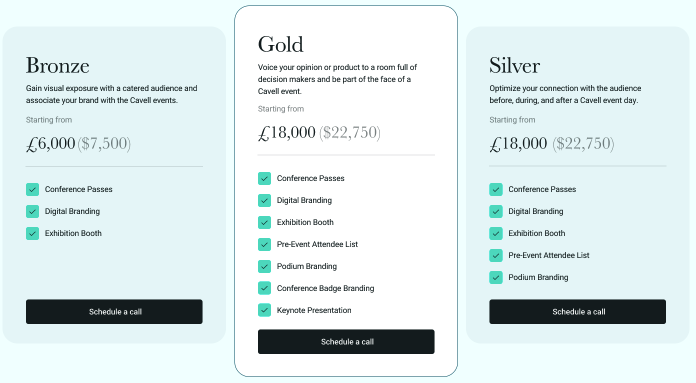 Bronze
Gain visual exposure with a catered audience and
associate your brand with the Cavell events.
Starting from
£6,000 ($7,500)
Conference Passes
Digital Branding
Exhibition Booth
Schedule a call
Gold
Voice your opinion or product to a room full of
decision makers and be part of the face of a
Cavell event.
Starting from
£18,000 ($22,750)
Conference Passes
Digital Branding
Exhibition Booth
Pre-Event Attendee List
Podium Branding
Conference Badge Branding
Keynote Presentation
Schedule a call
Silver
Optimize your connection with the audience
before, during, and after a Cavell event day.
Starting from
£18,000 ($22,750)
Conference Passes
Digital Branding
Exhibition Booth
Pre-Event Attendee List
Podium Branding
Schedule a call